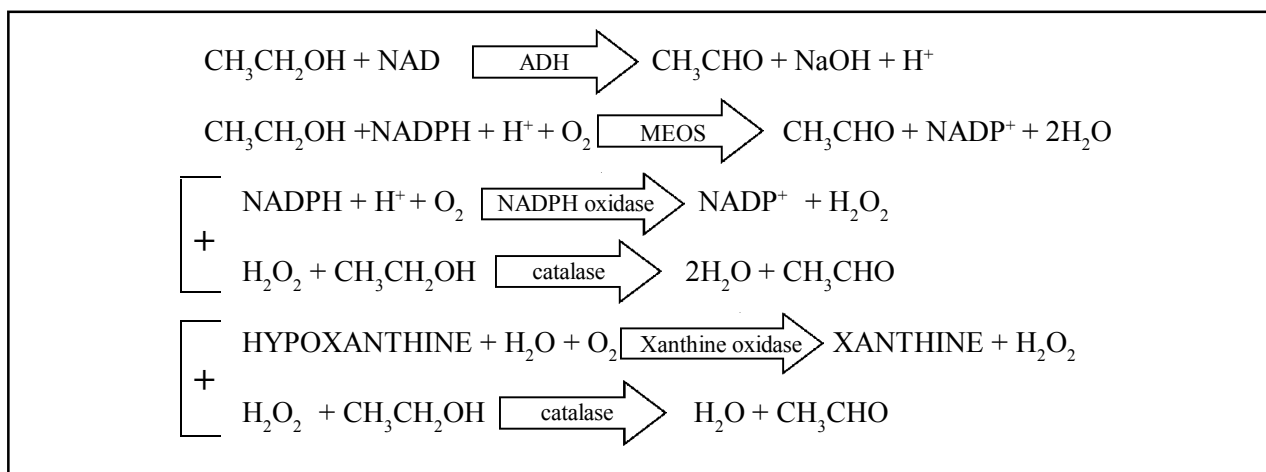 CH₃CH₂OH + NAD ADH CH₃CHO + NaOH + H⁺
CH₃CH₂OH +NADPH + H⁺ + O₂ MEOS CH₃CHO + NADP⁺ + 2H₂O
NADPH + H⁺ + O₂ NADPH oxidase NADP⁺ + H₂O₂
+
H₂O₂ + CH₃CH₂OH catalase 2H₂O + CH₃CHO
HYPOXANTHINE + H₂O + O₂ Xanthine oxidase XANTHINE + H₂O₂
+
H₂O₂ + CH₃CH₂OH catalase H₂O + CH₃CHO